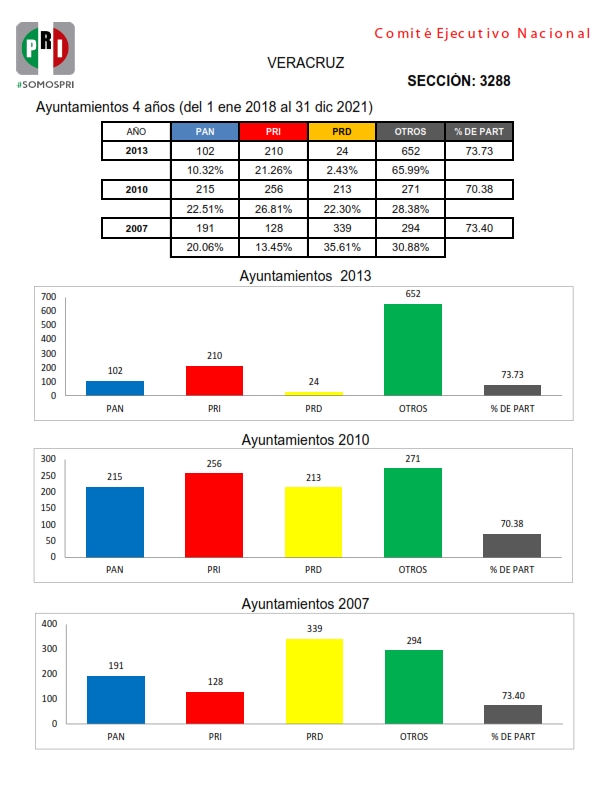 Comité Ejecutivo Nacional
PRI
#SOMOSPRI
VERACRUZ
SECCIÓN: 3288
Ayuntamientos 4 años (del 1 ene 2018 al 31 dic 2021)
AÑO PAN PRI PRD OTROS % DE PART
2013 102 210 24 652 73.73
10.32% 21.26% 2.43% 65.99%
2010 215 256 213 271 70.38
22.51% 26.81% 22.30% 28.38%
2007 191 128 339 294 73.40
20.06% 13.45% 35.61% 30.88%
Ayuntamientos 2013
700
600
500
400
300
200
100
0
102 210 24 652 73.73
PAN PRI PRD OTROS % DE PART
Ayuntamientos 2010
300
250
200
150
100
50
0
215 256 213 271 70.38
PAN PRI PRD OTROS % DE PART
Ayuntamientos 2007
400
300
200
100
0
191 128 339 294 73.40
PAN PRI PRD OTROS % DE PART